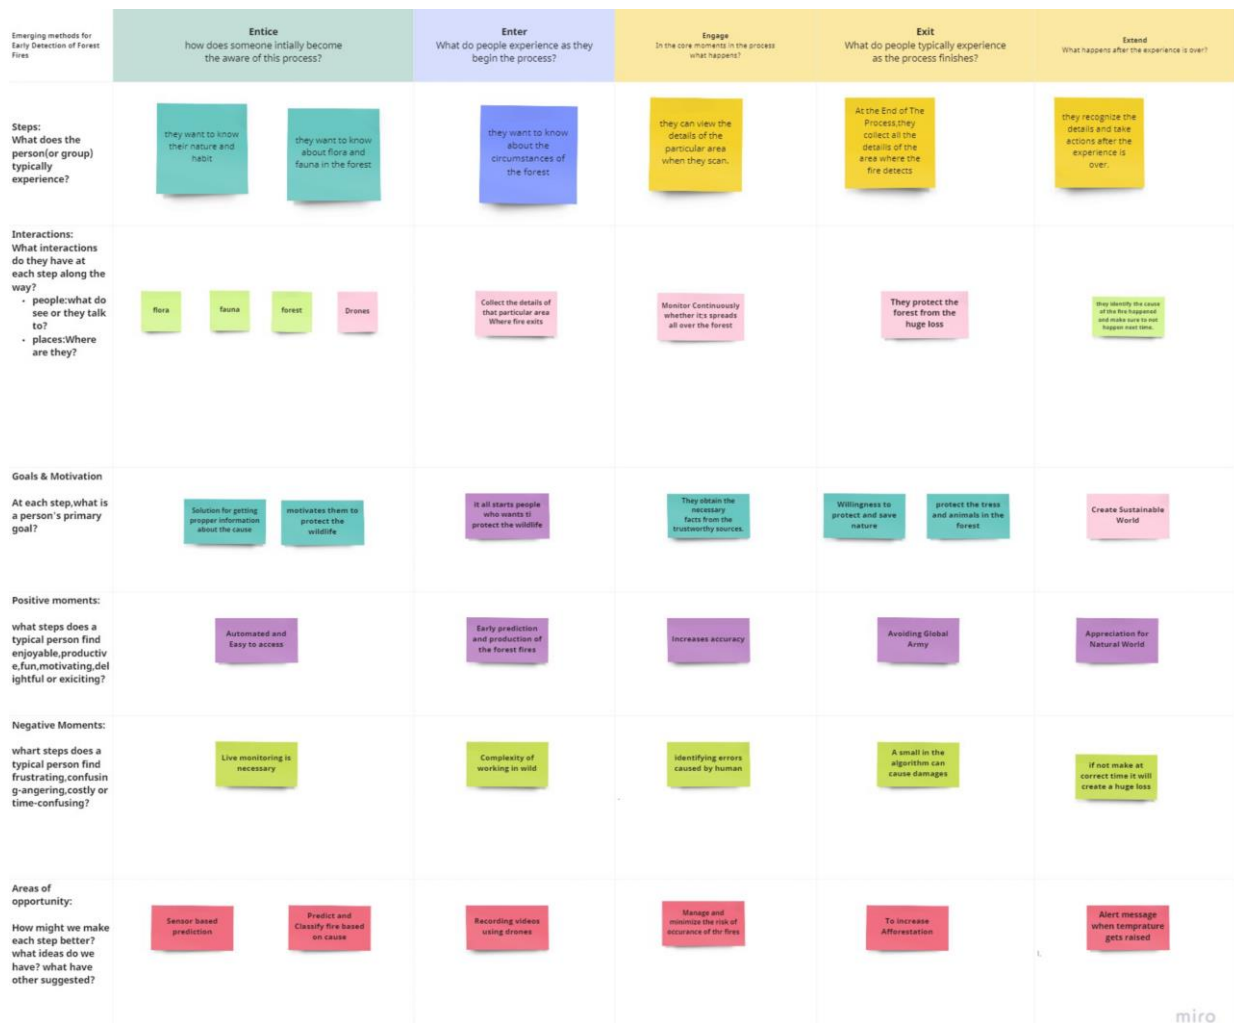 Emerging methods for
Early Detection of Forest
Fires
Entice
how does someone intially become
the aware of this process?
Enter
What do people experience as they
begin the process?
Engage
In the core moments in the process
what happens?
Exit
What do people typically experience
as the process finishes?
Extend
What happens after the experience is over?
Steps:
What does the
person(or group)
typically
experience?
they want to know
their nature and
habit
they want to know
about flora and
fauna in the forest
they want to know
about the
circumstances of
the forest
they can view the
details of the
particular area
when they scan.
At the End of The
Process,they
collect all the
details of the
area where the
fire detects
they recognize the
details and take
actions after the
experience is
over.
Interactions:
What interactions
do they have at
each step along the
way?
• people:what do
see or they talk
to?
• places:Where
are they?
flora
fauna
forest
Drones
Collect the details of
that particular area
Where fire exits
Monitor Continuously
whether it;s spreads
all over the forest
They protect the
forest from the
huge loss
they identify the cause
of the fire happened
and make sure to not
happen next time.
Goals & Motivation
At each step,what is
a person's primary
goal?
Solution for getting
propper information
about the cause
motivates them to
protect the
wildlife
it all starts people
who wants ti
protect the wildlife
They obtain the
necessary
facts from the
trustworthy sources.
Willingness to
protect and save
nature
protect the tress
and animals in the
forest
Create Sustainable
World
Positive moments:
what steps does a
typical person find
enjoyable,productiv
e,fun,motivating,del
ightful or exiciting?
Automated and
Easy to access
Early prediction
and production of
the forest fires
Increases accuracy
Avoiding Global
Army
Appreciation for
Natural World
Negative Moments:
whart steps does a
typical person find
frustrating,confusin
g-angering,costly or
time-confusing?
Live monitoring is
necessary
Complexity of
working in wild
identifying errors
caused by human
A small in the
algorithm can
cause damages
if not make at
correct time it will
create a huge loss
Areas of
opportunity:
How might we make
each step better?
what ideas do we
have? what have
other suggested?
Sensor based
prediction
Predict and
Classify fire based
on cause
Recording videos
using drones
Manage and
minimize the risk of
occurance of thr fires
To increase
Afforestation
1.
Alert message
when temprature
gets raised
miro